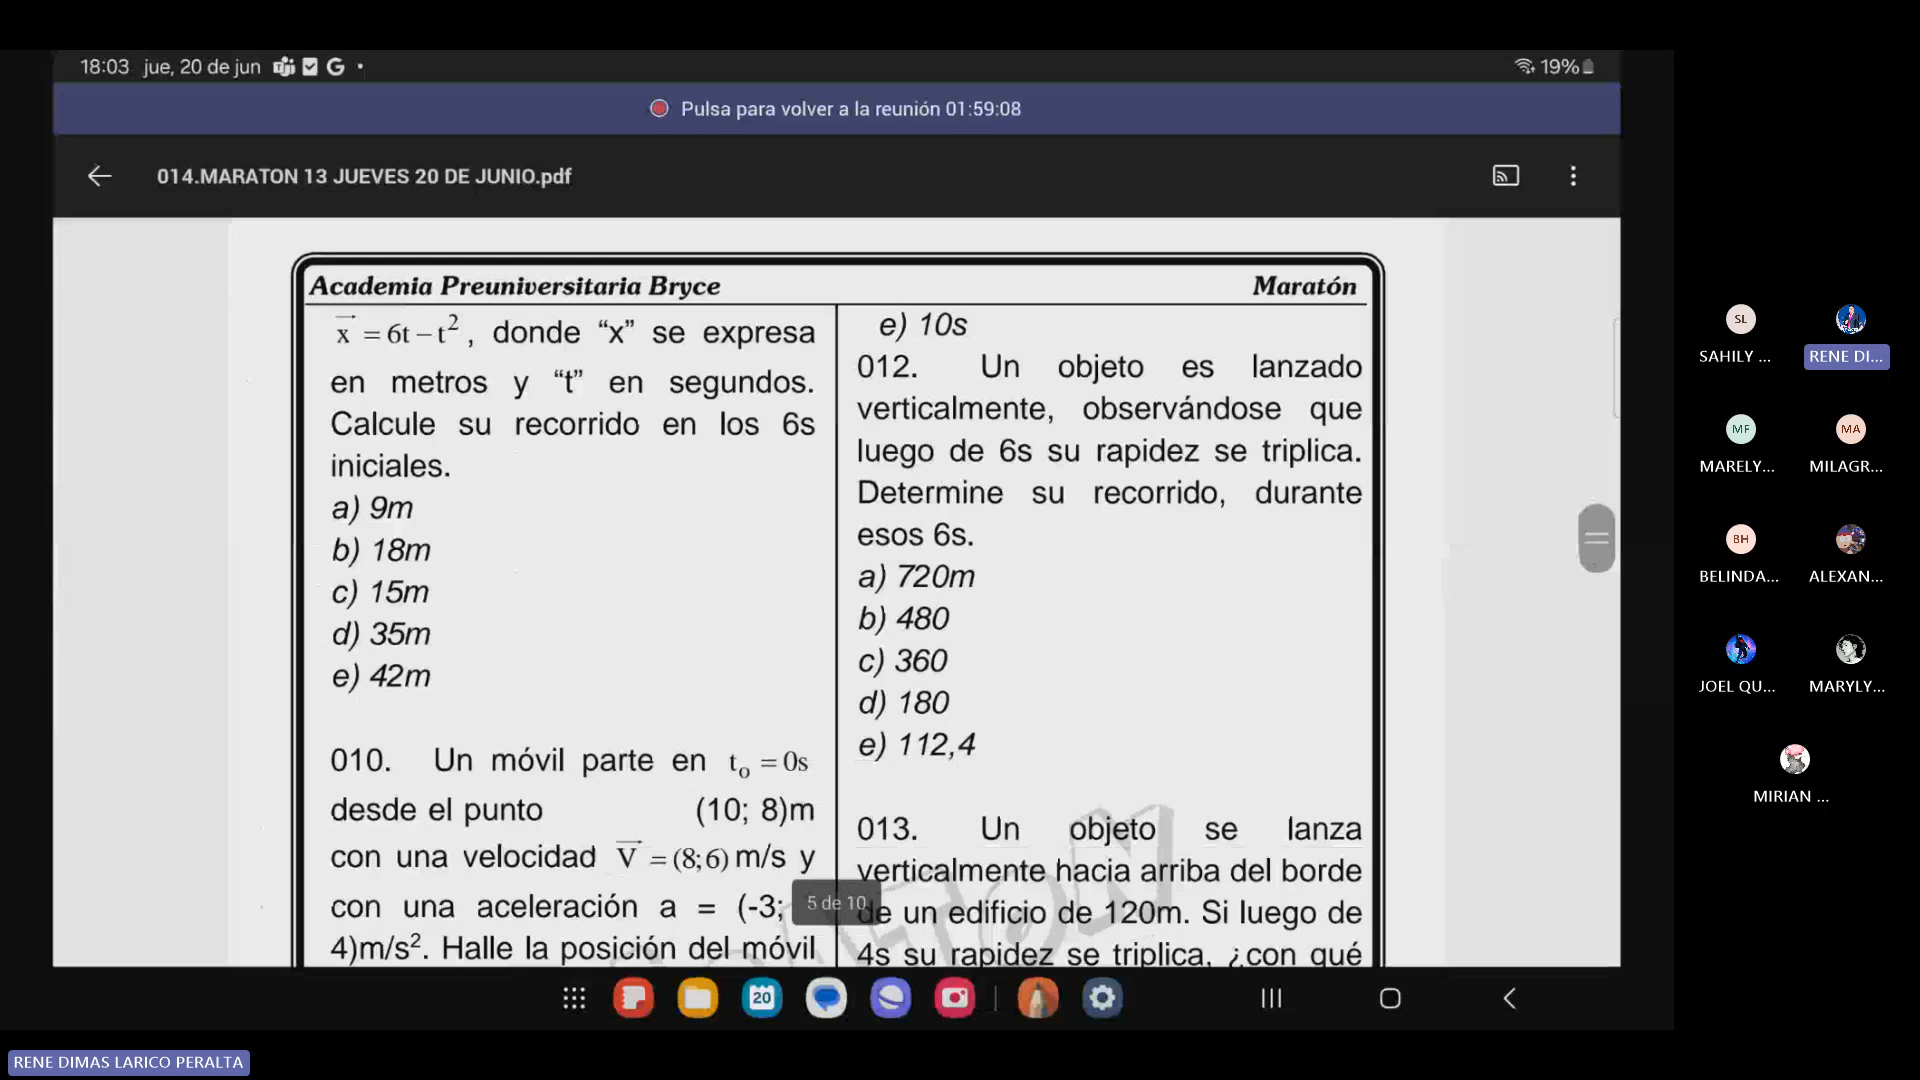 18:03 jue, 20 de jun
19%
Pulsa para volver a la reunión 01:59:08
014.MARATON 13 JUEVES 20 DE JUNIO.pdf
Academia Preuniversitaria Bryce
Maratón
x = 6t – t², donde “x” se expresa
en metros y “t” en segundos.
Calcule su recorrido en los 6s
iniciales.
a) 9m
b) 18m
c) 15m
d) 35m
e) 42m
010. Un móvil parte en t₀ = 0s
desde el punto (10; 8)m
con una velocidad V = (8;6) m/s y
con una aceleración a = (-3;
4)m/s². Halle la posición del móvil
e) 10s
012. Un objeto es lanzado
verticalmente, observándose que
luego de 6s su rapidez se triplica.
Determine su recorrido, durante
esos 6s.
a) 720m
b) 480
c) 360
d) 180
e) 112,4
013. Un objeto se lanza
verticalmente hacia arriba del borde
de un edificio de 120m. Si luego de
4s su rapidez se triplica, ¿con qué
5 de 10
20
SL
SAHILY ...
RENE DI...
MF
MARELY...
MA
MILAGR...
BH
BELINDA...
ALEXAN...
JOEL QU...
MARYLY...
MIRIAN ...
RENE DIMAS LARICO PERALTA